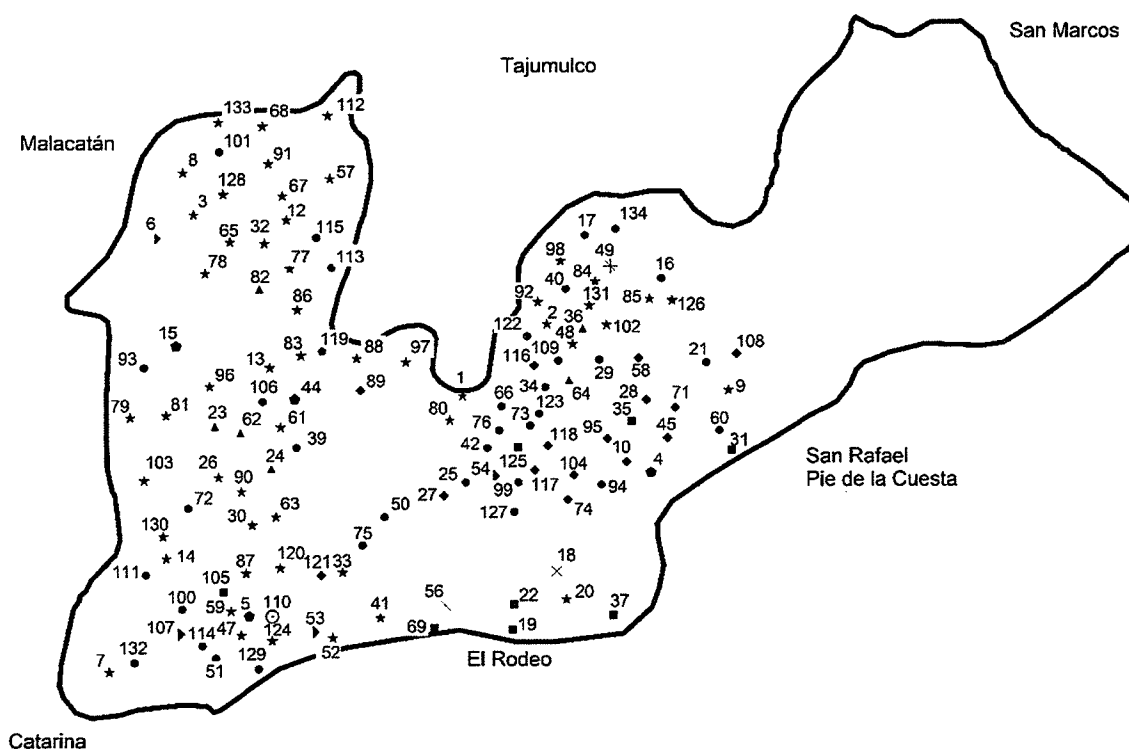 San Marcos
Tajumulco
Malacatán
133 68 112
101
8 91
128 67 57
3 12
6 65 32 115
78 77 113
82
86
17 134
98 49
84 16
40
92 131 85 126
2 36
122 48 102
15 119
93 13 83 88 97
116 109 29 58 21 108
96 106 44 89
1 34 64 28 71 9
79 81 23 62 61
80 66 73 123 35
39 76 118 95 45 60
42 10 31
103 26 24
90 25 54 125 104 4
72 27 99 117 94
30 63 50 127 74
130 75
14 87 120 121 33
18
111 105
100 59 5 110 56 22 20 37
107 114 47 124 53 41
69 19
7 132 51 129 52
San Rafael
Pie de la Cuesta
El Rodeo
Catarina